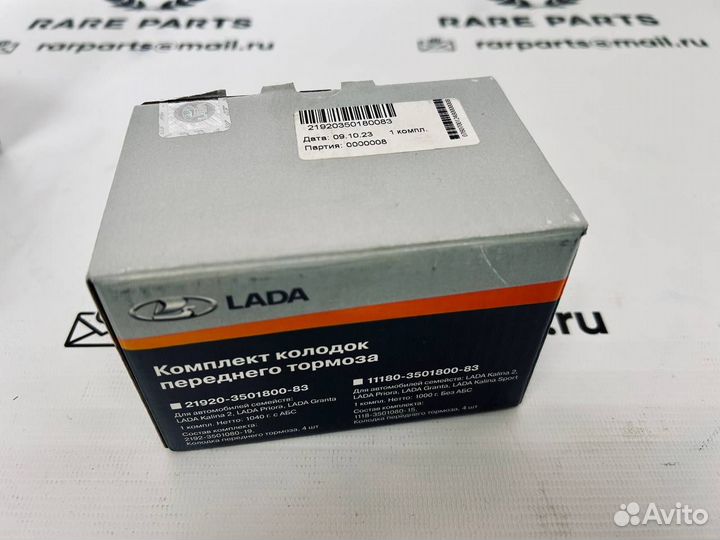 RARE PARTS
RARE PARTS
rarparts@mail.ru
rarparts@mail.ru
21920350180083
Дата: 09.10.23 1 компл.
Партия: 0000008
LADA
Комплект колодок
переднего тормоза
21920-3501800-83
Для автомобилей семейств:
LADA Kalina 2, LADA Priora, LADA Granta
1 компл. Нетто: 1040 г. с АБС
Состав комплекта:
2192-3501080-19,
Колодка переднего тормоза, 4 шт
11180-3501800-83
Для автомобилей семейств: LADA Kalina 2,
LADA Priora, LADA Granta, LADA Kalina Sport
1 компл. Нетто: 1000 г. Без АБС
Состав комплекта:
1118-3501080-15,
Колодка переднего тормоза, 4 шт
.ru
Avito